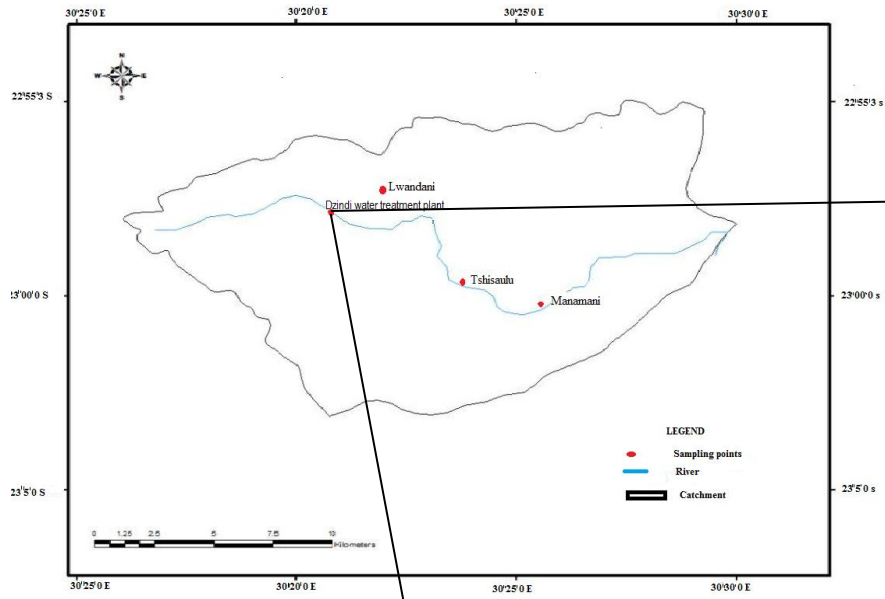 30°25'0 E 30°20'0 E 30°25'0 E 30°30'0 E
N
W E
S
22°55'3 S 22°55'3 S
Lwandani
Dzindi water treatment plant
Tshisaulu
Manamani
23°00'0 S 23°00'0 s
LEGEND
Sampling points
River
Catchment
23°5'0 S 23°5'0 s
0 1.25 2.5 5 7.5 10
Kilometers
30°25'0 E 30°20'0 E 30°25'0 E 30°30'0 E